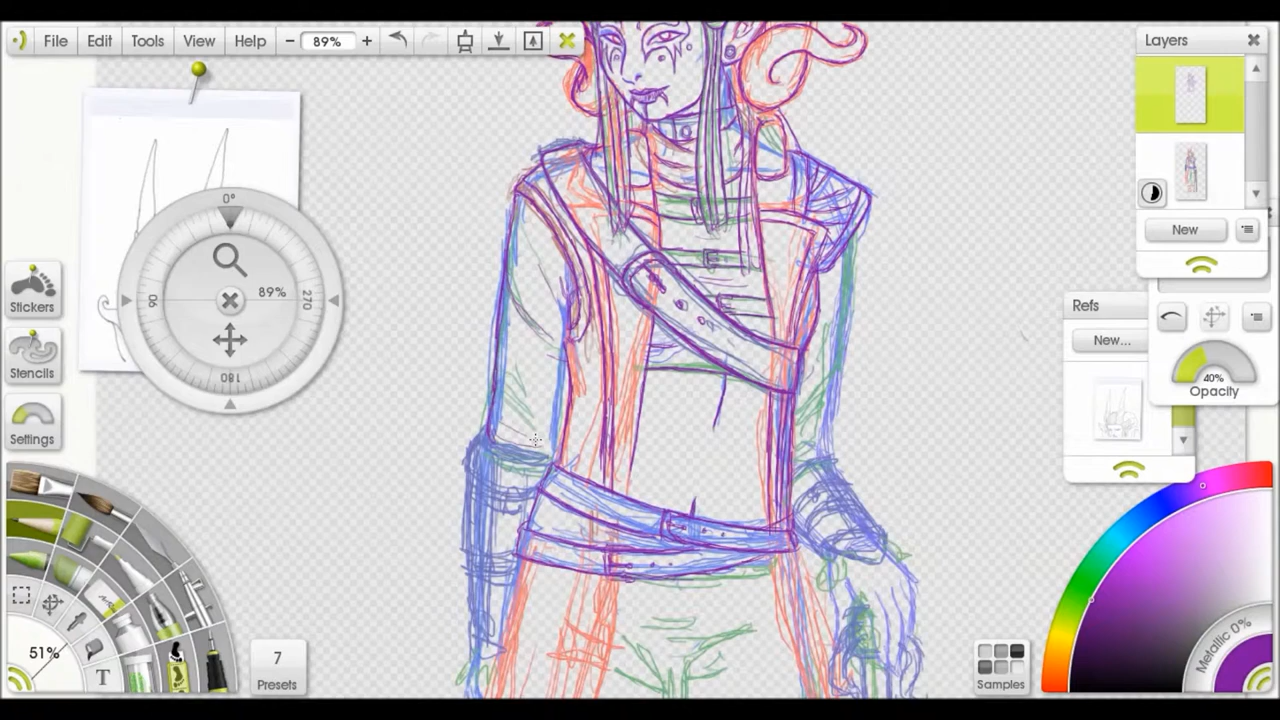 File Edit Tools View Help − 89% +
Layers
0°
89%
90
270
180
Stickers
Stencils
Settings
New
Refs
New...
40%
Opacity
51%
T
7
Presets
Samples
Metallic 0%